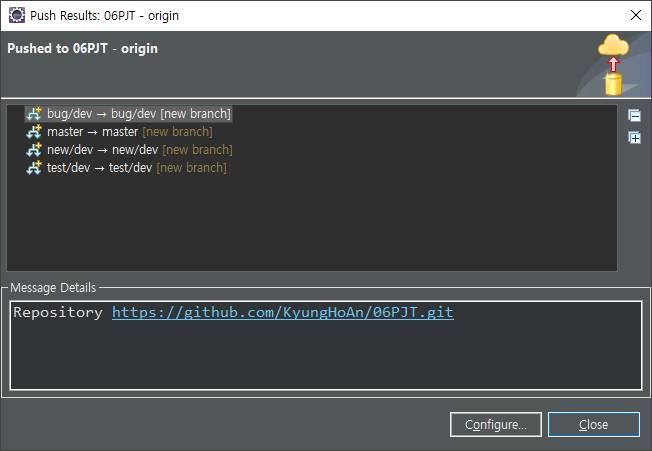 Push Results: 06PJT - origin
Pushed to 06PJT - origin
bug/dev → bug/dev [new branch]
master → master [new branch]
new/dev → new/dev [new branch]
test/dev → test/dev [new branch]
Message Details
Repository https://github.com/KyungHoAn/06PJT.git
Configure...
Close